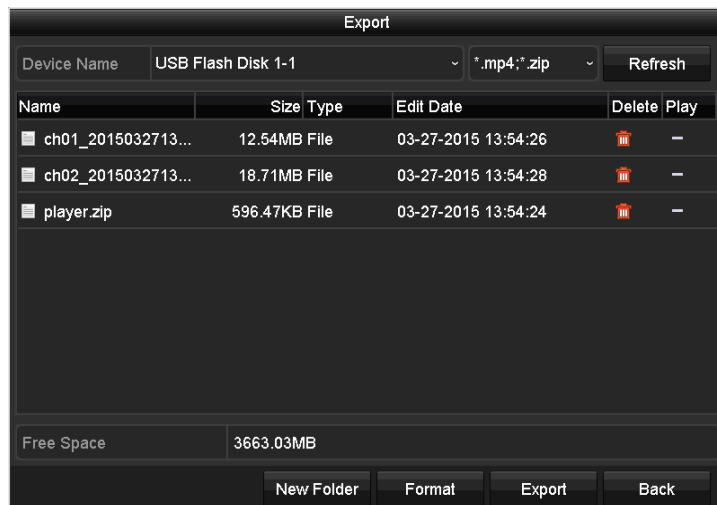 Export
Device Name USB Flash Disk 1-1 *.mp4;*.zip Refresh
Name Size Type Edit Date Delete Play
ch01_2015032713... 12.54MB File 03-27-2015 13:54:26
ch02_2015032713... 18.71MB File 03-27-2015 13:54:28
player.zip 596.47KB File 03-27-2015 13:54:24
Free Space 3663.03MB
New Folder Format Export Back